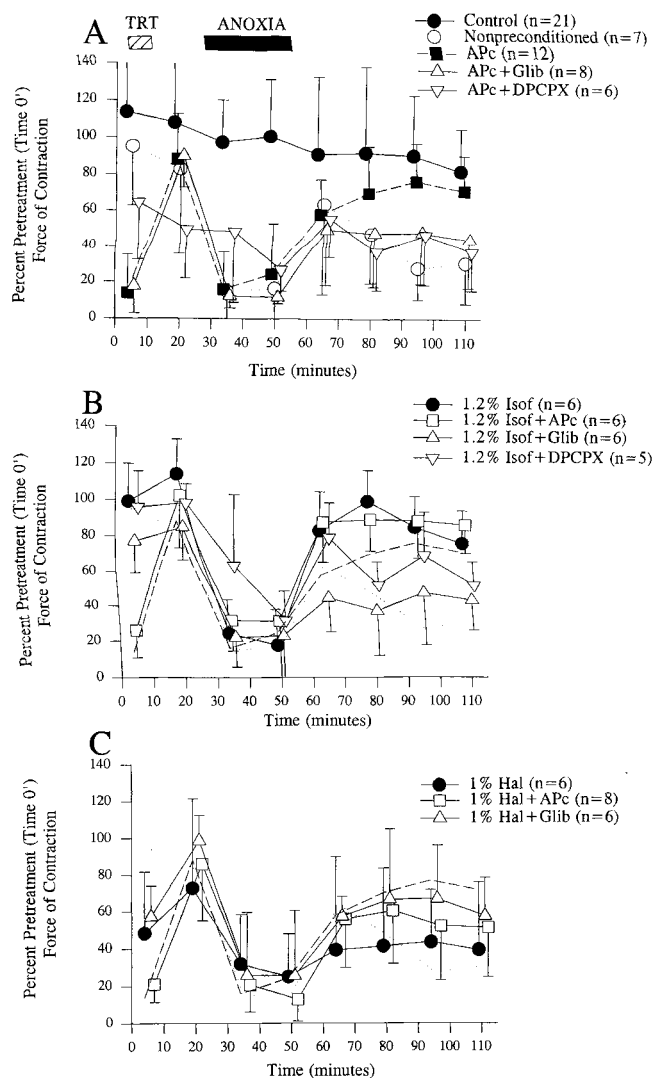 A
TRT
ANOXIA
Control (n=21)
Nonpreconditioned (n=7)
APc (n=12)
APc+Glib (n=8)
APc+DPCPX (n=6)
Percent Pretreatment (Time 0')
Force of Contraction
140
120
100
80
60
40
20
0
0 10 20 30 40 50 60 70 80 90 100 110
Time (minutes)
B
1.2% Isof (n=6)
1.2% Isof+APc (n=6)
1.2% Isof+Glib (n=6)
1.2% Isof+DPCPX (n=5)
Percent Pretreatment (Time 0')
Force of Contraction
140
120
100
80
60
40
20
0
0 10 20 30 40 50 60 70 80 90 100 110
Time (minutes)
C
1% Hal (n=6)
1% Hal+APc (n=8)
1% Hal+Glib (n=6)
Percent Pretreatment (Time 0')
Force of Contraction
140
120
100
80
60
40
20
0
0 10 20 30 40 50 60 70 80 90 100 110
Time (minutes)